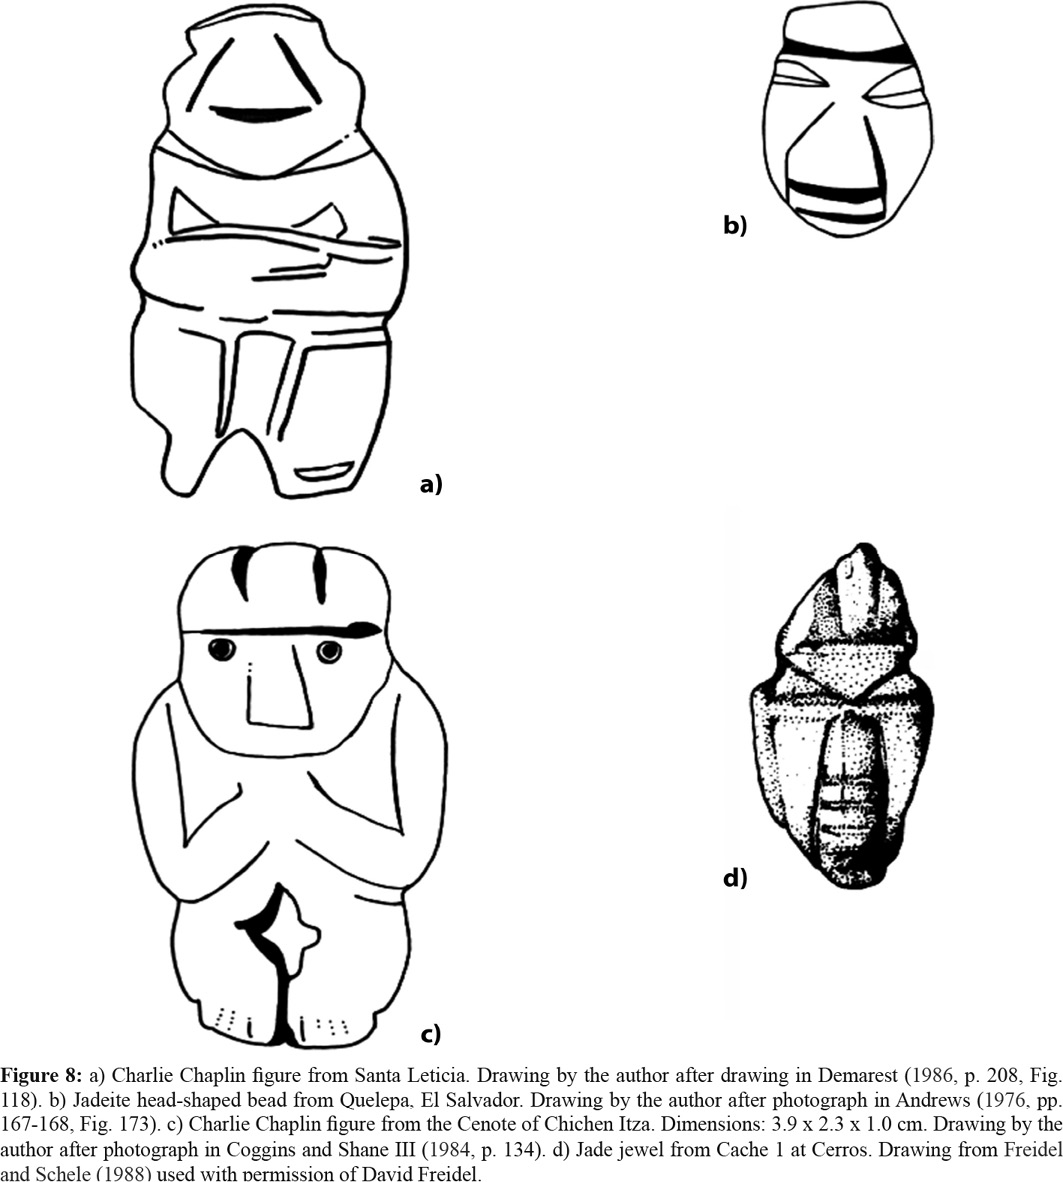 b)
a)
d)
c)
Figure 8: a) Charlie Chaplin figure from Santa Leticia. Drawing by the author after drawing in Demarest (1986, p. 208, Fig.
118). b) Jadeite head-shaped bead from Quelepa, El Salvador. Drawing by the author after photograph in Andrews (1976, pp.
167-168, Fig. 173). c) Charlie Chaplin figure from the Cenote of Chichen Itza. Dimensions: 3.9 x 2.3 x 1.0 cm. Drawing by the
author after photograph in Coggins and Shane III (1984, p. 134). d) Jade jewel from Cache 1 at Cerros. Drawing from Freidel
and Schele (1988) used with permission of David Freidel.